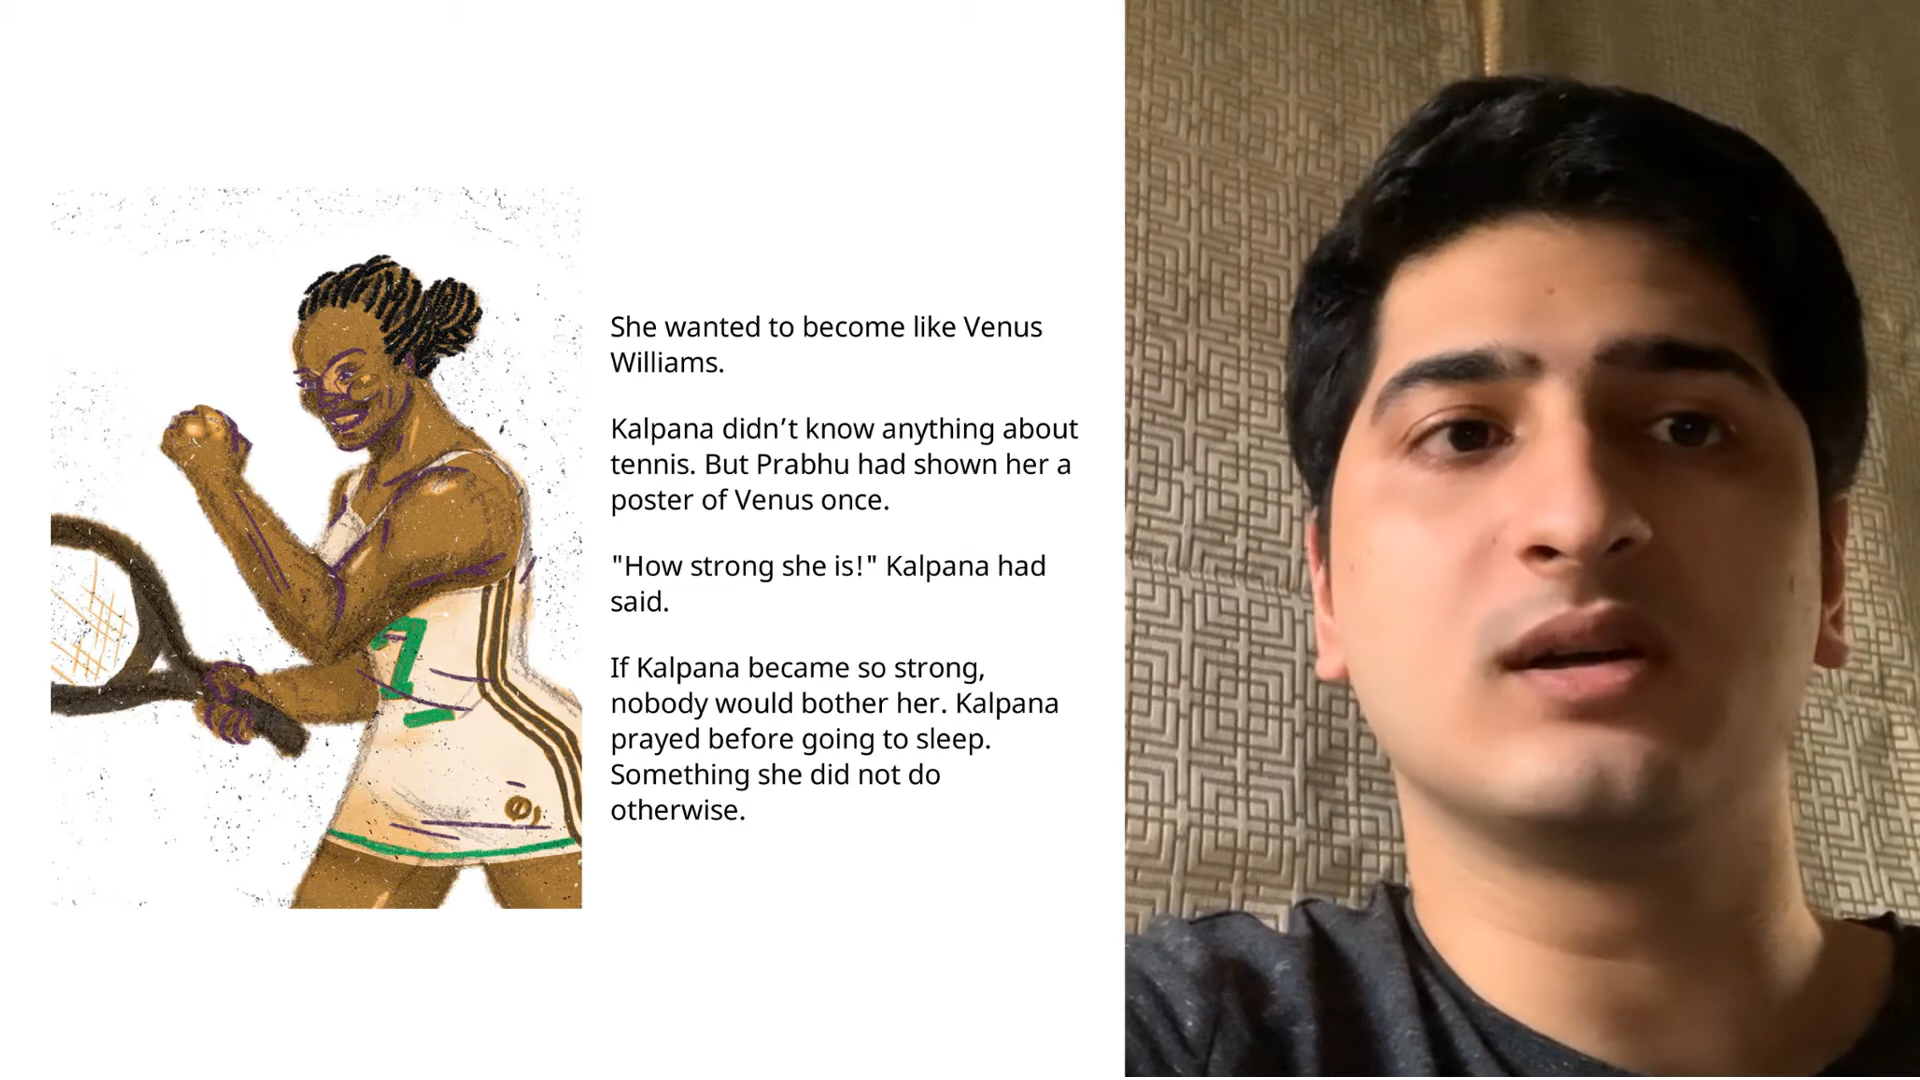 She wanted to become like Venus
Williams.
Kalpana didn’t know anything about
tennis. But Prabhu had shown her a
poster of Venus once.
"How strong she is!" Kalpana had
said.
If Kalpana became so strong,
nobody would bother her. Kalpana
prayed before going to sleep.
Something she did not do
otherwise.